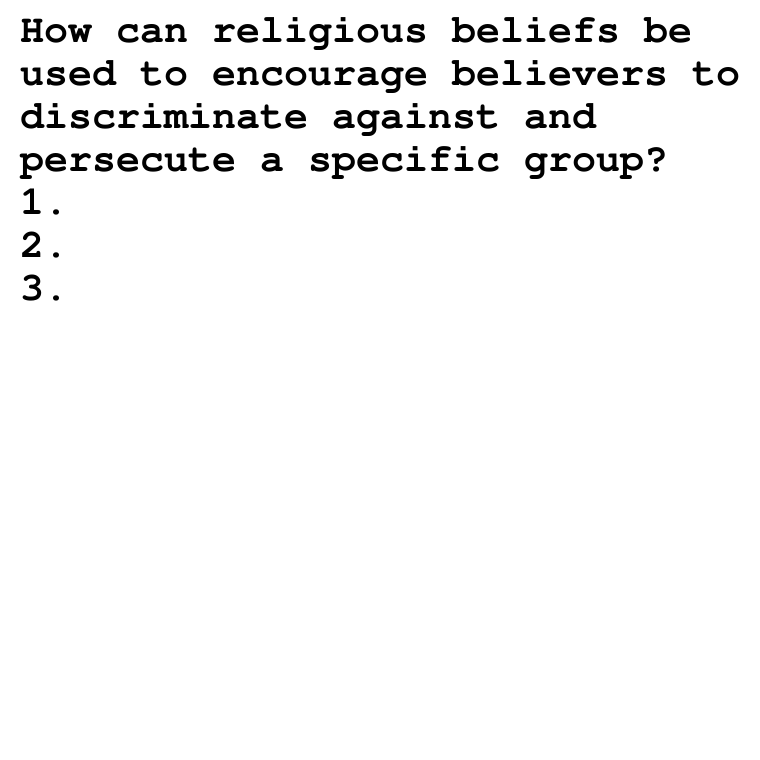 How can religious beliefs be
used to encourage believers to
discriminate against and
persecute a specific group?
1.
2.
3.